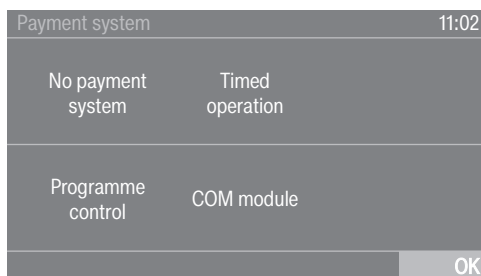 Payment system 11:02
No payment Timed
system operation
Programme COM module
control
OK